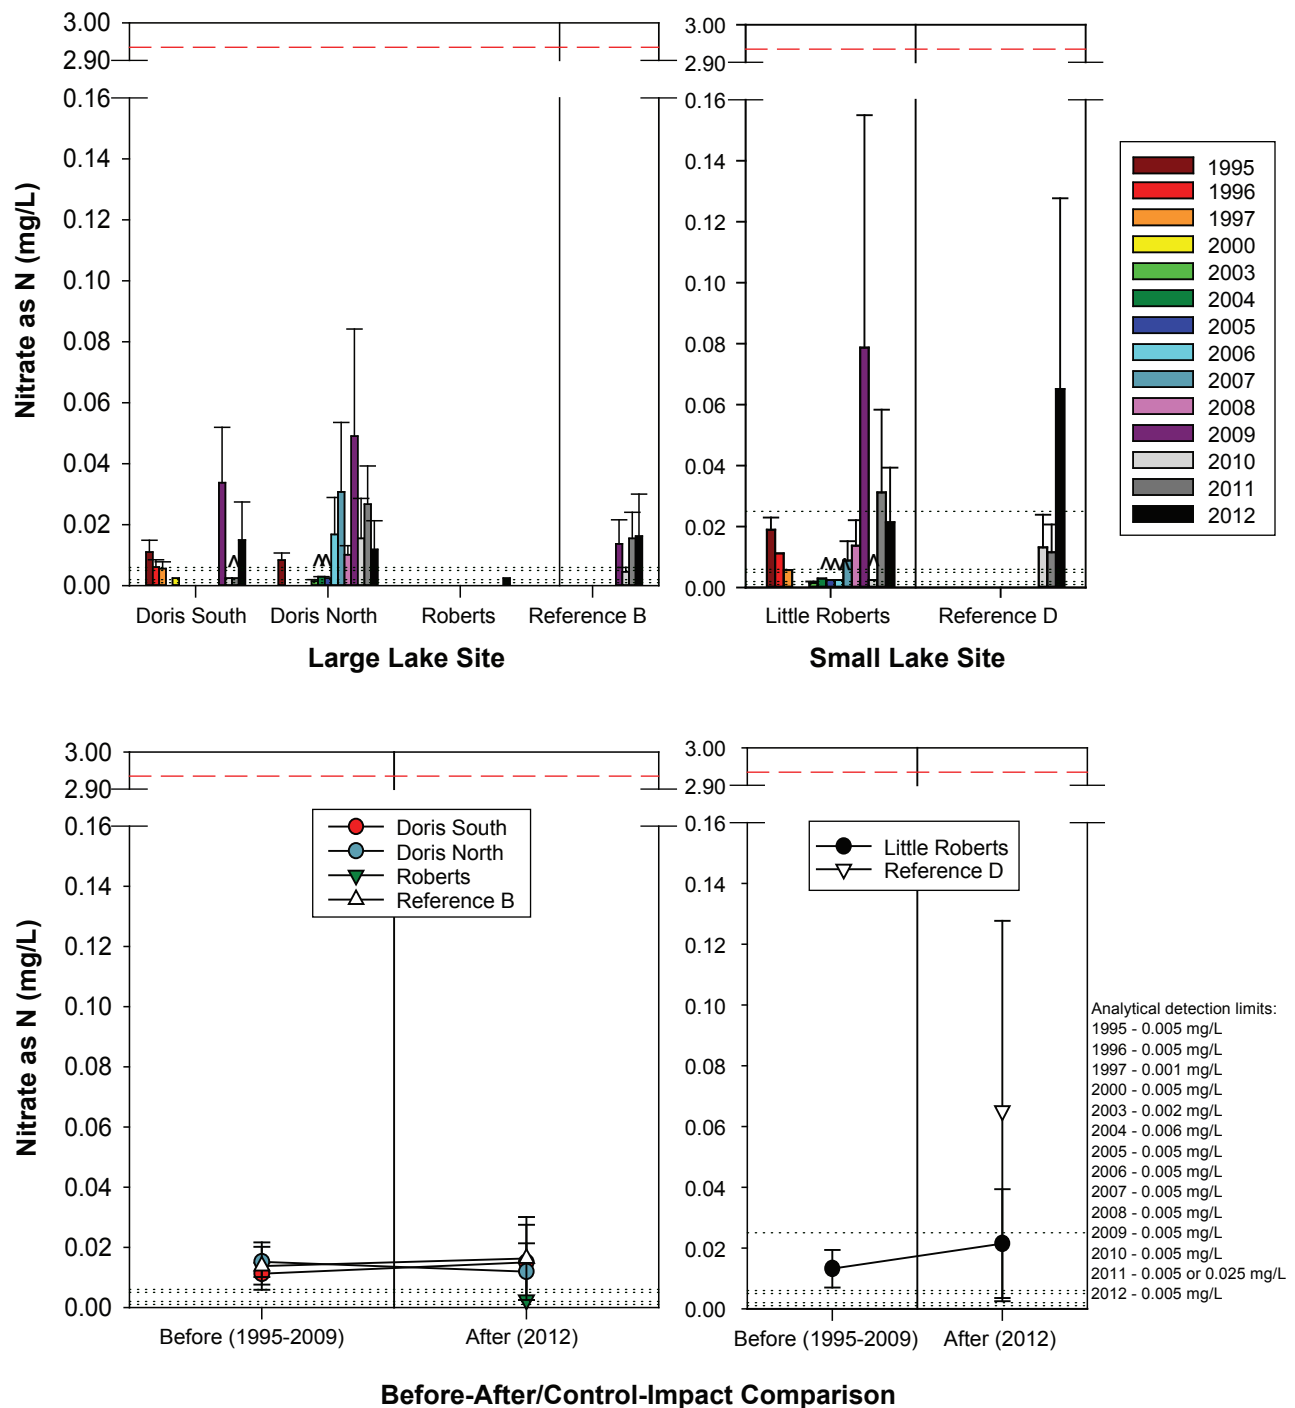 3.00
2.90
0.16
0.14
0.12
0.10
0.08
0.06
0.04
0.02
0.00
Nitrate as N (mg/L)
^
^^
Doris South
Doris North
Roberts
Reference B
Large Lake Site
3.00
2.90
0.16
0.14
0.12
0.10
0.08
0.06
0.04
0.02
0.00
^^^
^
Little Roberts
Reference D
Small Lake Site
1995
1996
1997
2000
2003
2004
2005
2006
2007
2008
2009
2010
2011
2012
3.00
2.90
0.16
0.14
0.12
0.10
0.08
0.06
0.04
0.02
0.00
Nitrate as N (mg/L)
Doris South
Doris North
Roberts
Reference B
Before (1995-2009)
After (2012)
3.00
2.90
0.16
0.14
0.12
0.10
0.08
0.06
0.04
0.02
0.00
Little Roberts
Reference D
Before (1995-2009)
After (2012)
Analytical detection limits:
1995 - 0.005 mg/L
1996 - 0.005 mg/L
1997 - 0.001 mg/L
2000 - 0.005 mg/L
2003 - 0.002 mg/L
2004 - 0.006 mg/L
2005 - 0.005 mg/L
2006 - 0.005 mg/L
2007 - 0.005 mg/L
2008 - 0.005 mg/L
2009 - 0.005 mg/L
2010 - 0.005 mg/L
2011 - 0.005 or 0.025 mg/L
2012 - 0.005 mg/L
Before-After/Control-Impact Comparison